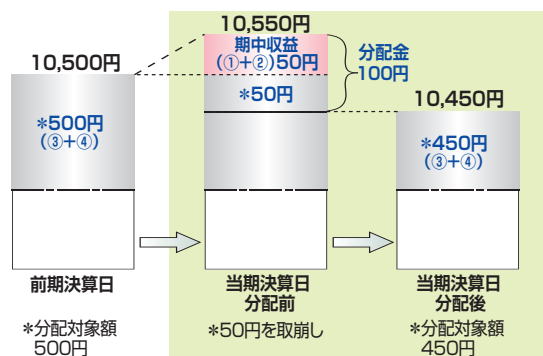 10,500円
*500円
(③+④)
前期決算日
*分配対象額
500円
10,550円
期中収益
(①+②)50円
*50円
分配金
100円
当期決算日
分配前
*50円を取崩し
10,450円
*450円
(③+④)
当期決算日
分配後
*分配対象額
450円